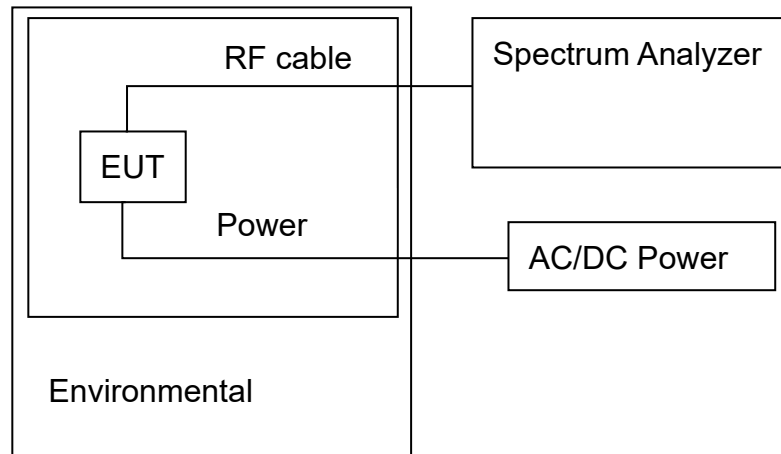 RF cable
Spectrum Analyzer
EUT
Power
AC/DC Power
Environmental